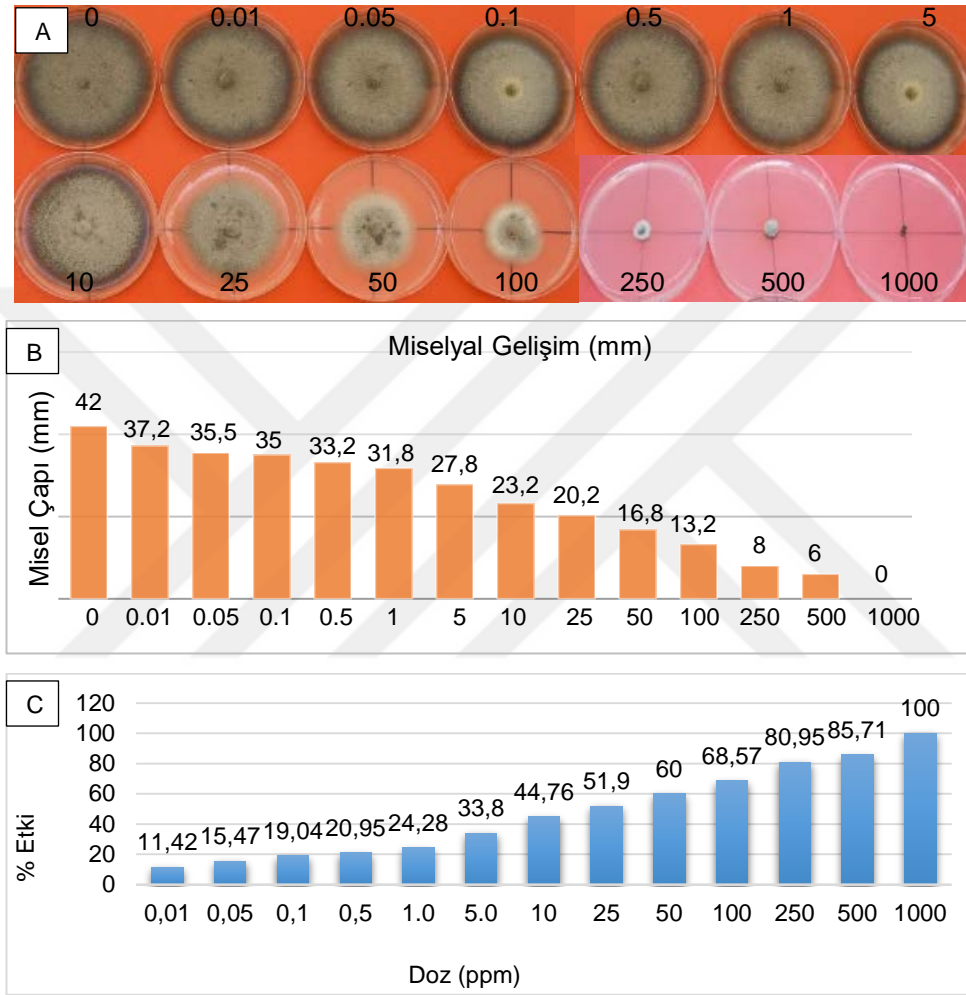 A
0 0.01 0.05 0.1 0.5 1 5
10 25 50 100 250 500 1000
B
Miselyal Gelişim (mm)
Misel Çapı (mm)
42 37,2 35,5 35 33,2 31,8 27,8 23,2 20,2 16,8 13,2 8 6 0
0 0.01 0.05 0.1 0.5 1 5 10 25 50 100 250 500 1000
C
% Etki
120
100
80
60
40
20
0
11,42 15,47 19,04 20,95 24,28 33,8 44,76 51,9 60 68,57 80,95 85,71 100
0,01 0,05 0,1 0,5 1.0 5.0 10 25 50 100 250 500 1000
Doz (ppm)